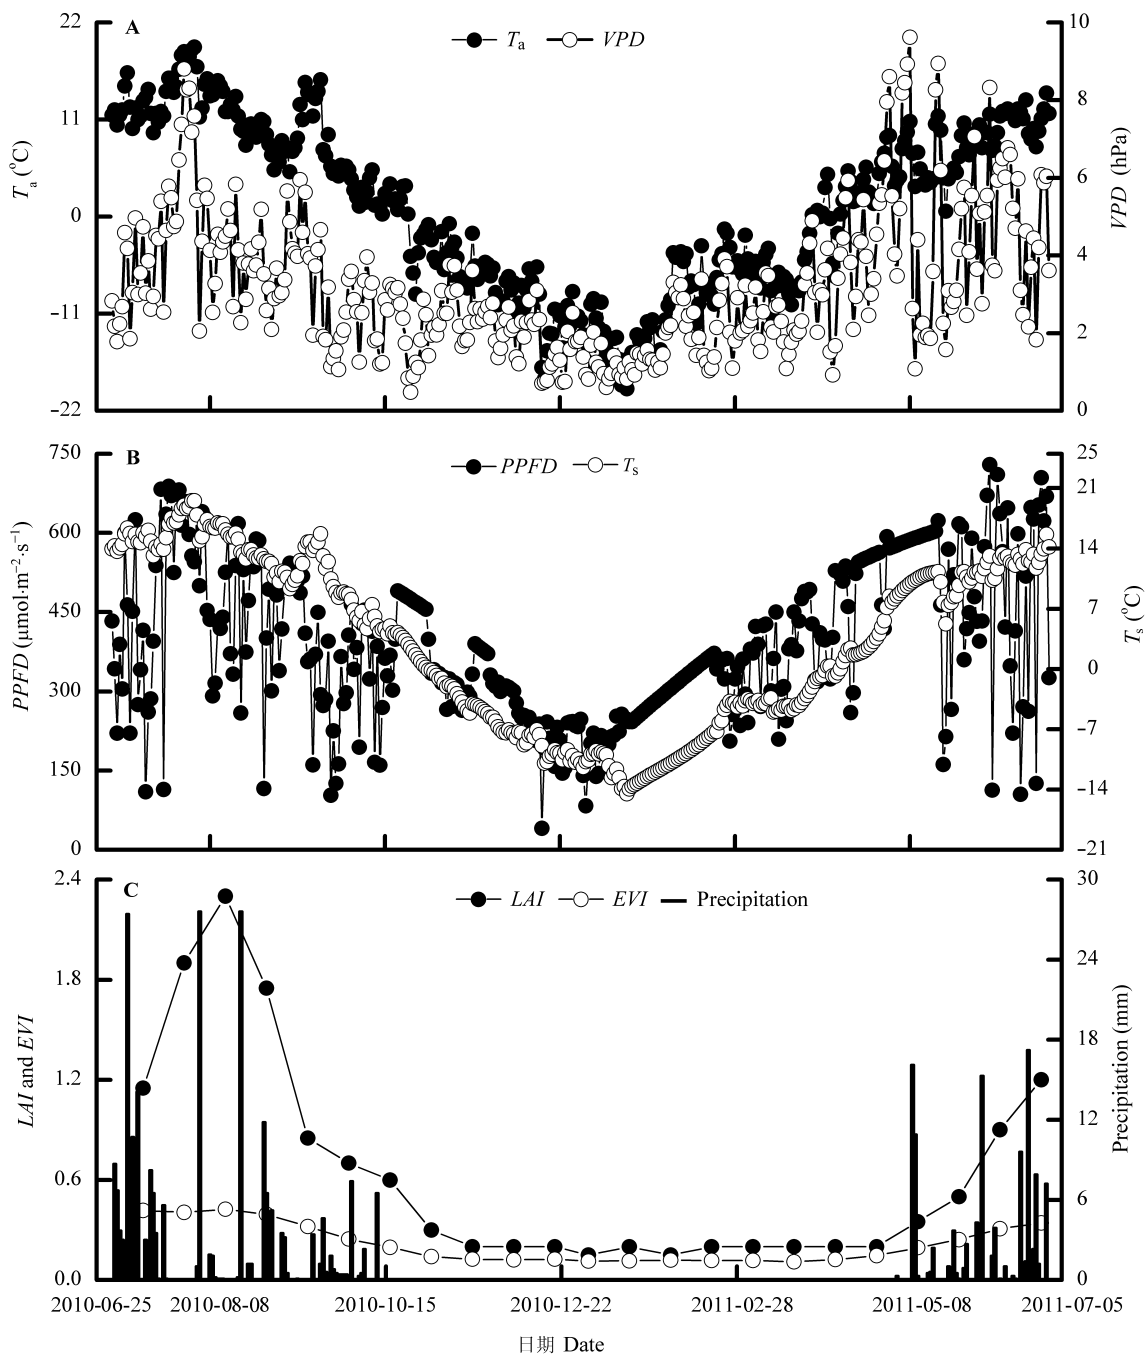 A
Ta VPD
22
11
0
-11
-22
Ta (°C)
10
8
6
4
2
0
VPD (hPa)
B
PPFD Ts
750
600
450
300
150
0
PPFD (μmol·m⁻²·s⁻¹)
25
21
14
7
0
-7
-14
-21
Ts (°C)
C
LAI EVI Precipitation
2.4
1.8
1.2
0.6
0.0
LAI and EVI
30
24
18
12
6
0
Precipitation (mm)
2010-06-25 2010-08-08 2010-10-15 2010-12-22 2011-02-28 2011-05-08 2011-07-05
日期 Date